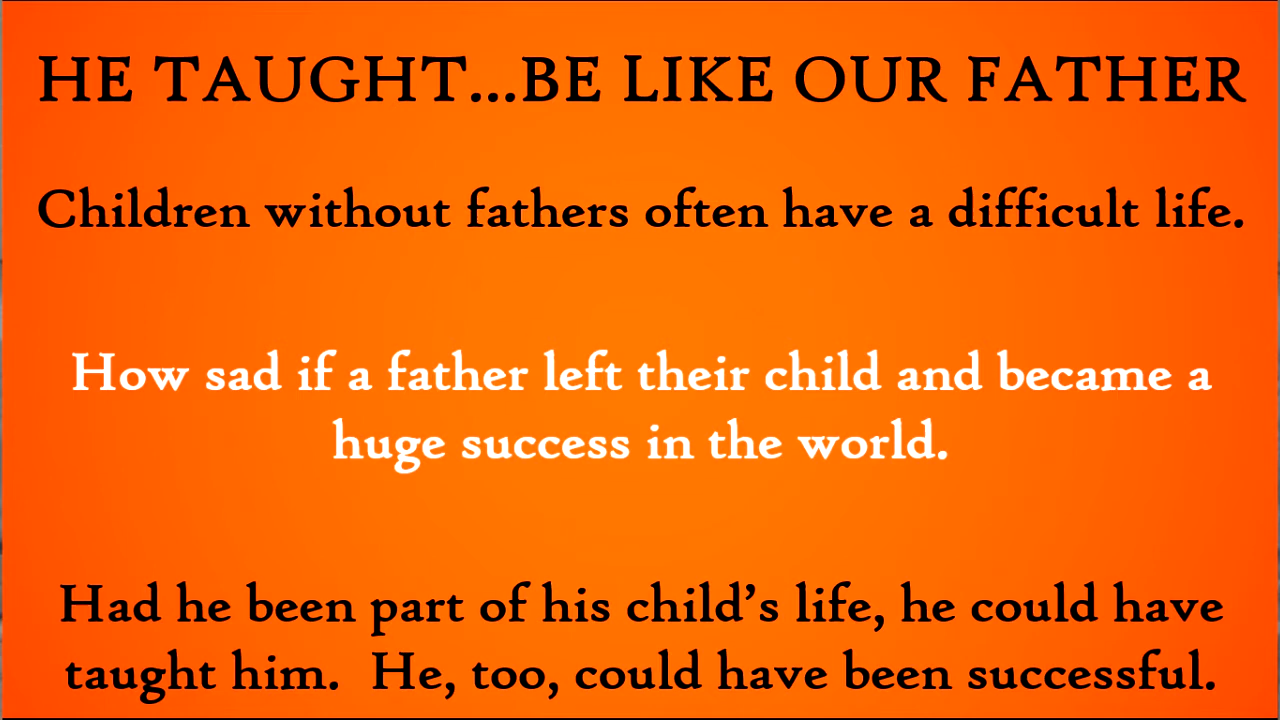 HE TAUGHT...BE LIKE OUR FATHER
Children without fathers often have a difficult life.
How sad if a father left their child and became a
huge success in the world.
Had he been part of his child’s life, he could have
taught him.  He, too, could have been successful.